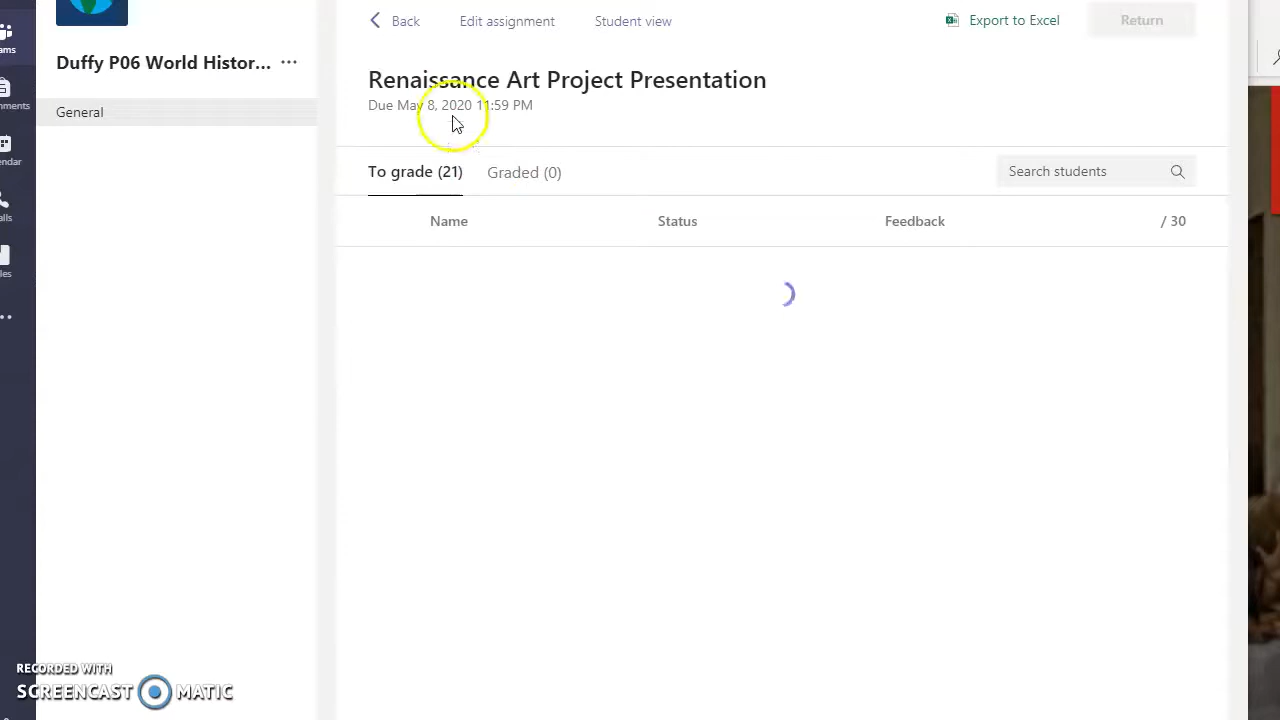 Back Edit assignment Student view Export to Excel Return
Duffy P06 World Histor... ...
General
Renaissance Art Project Presentation
Due May 8, 2020 11:59 PM
To grade (21) Graded (0) Search students
Name Status Feedback / 30
RECORDED WITH
SCREENCAST MATIC